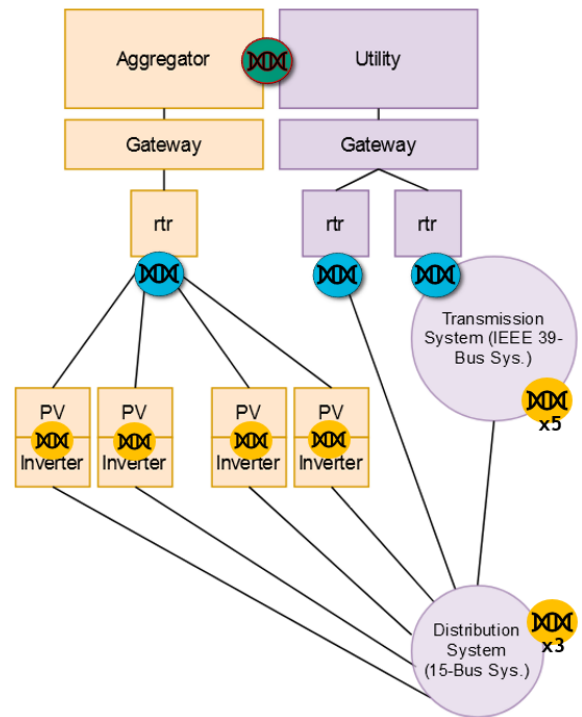 Aggregator
Utility
Gateway
Gateway
rtr
rtr
rtr
Transmission
System (IEEE 39-
Bus Sys.)
x5
PV
PV
PV
PV
Inverter
Inverter
Inverter
Inverter
Distribution
System
(15-Bus Sys.)
x3